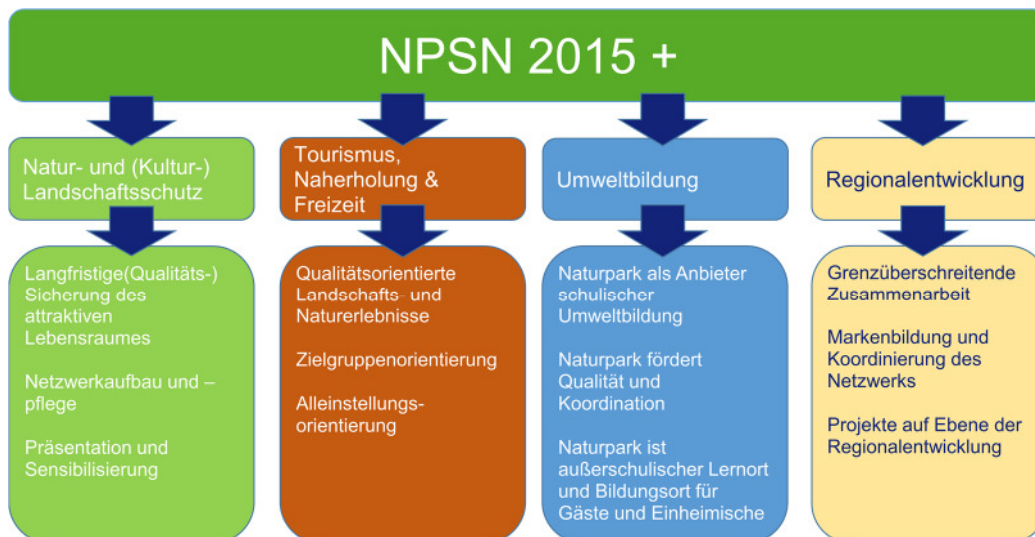 NPSN 2015 +
Natur- und (Kultur-)
Landschaftsschutz
Tourismus,
Naherholung &
Freizeit
Umweltbildung
Regionalentwicklung
Langfristige(Qualitäts-)
Sicherung des
attraktiven
Lebensraumes
Netzwerkaufbau und –
pflege
Präsentation und
Sensibilisierung
Qualitätsorientierte
Landschafts- und
Naturerlebnisse
Zielgruppenorientierung
Alleinstellungs-
orientierung
Naturpark als Anbieter
schulischer
Umweltbildung
Naturpark fördert
Qualität und
Koordination
Naturpark ist
außerschulischer Lernort
und Bildungsort für
Gäste und Einheimische
Grenzüberschreitende
Zusammenarbeit
Markenbildung und
Koordinierung des
Netzwerks
Projekte auf Ebene der
Regionalentwicklung